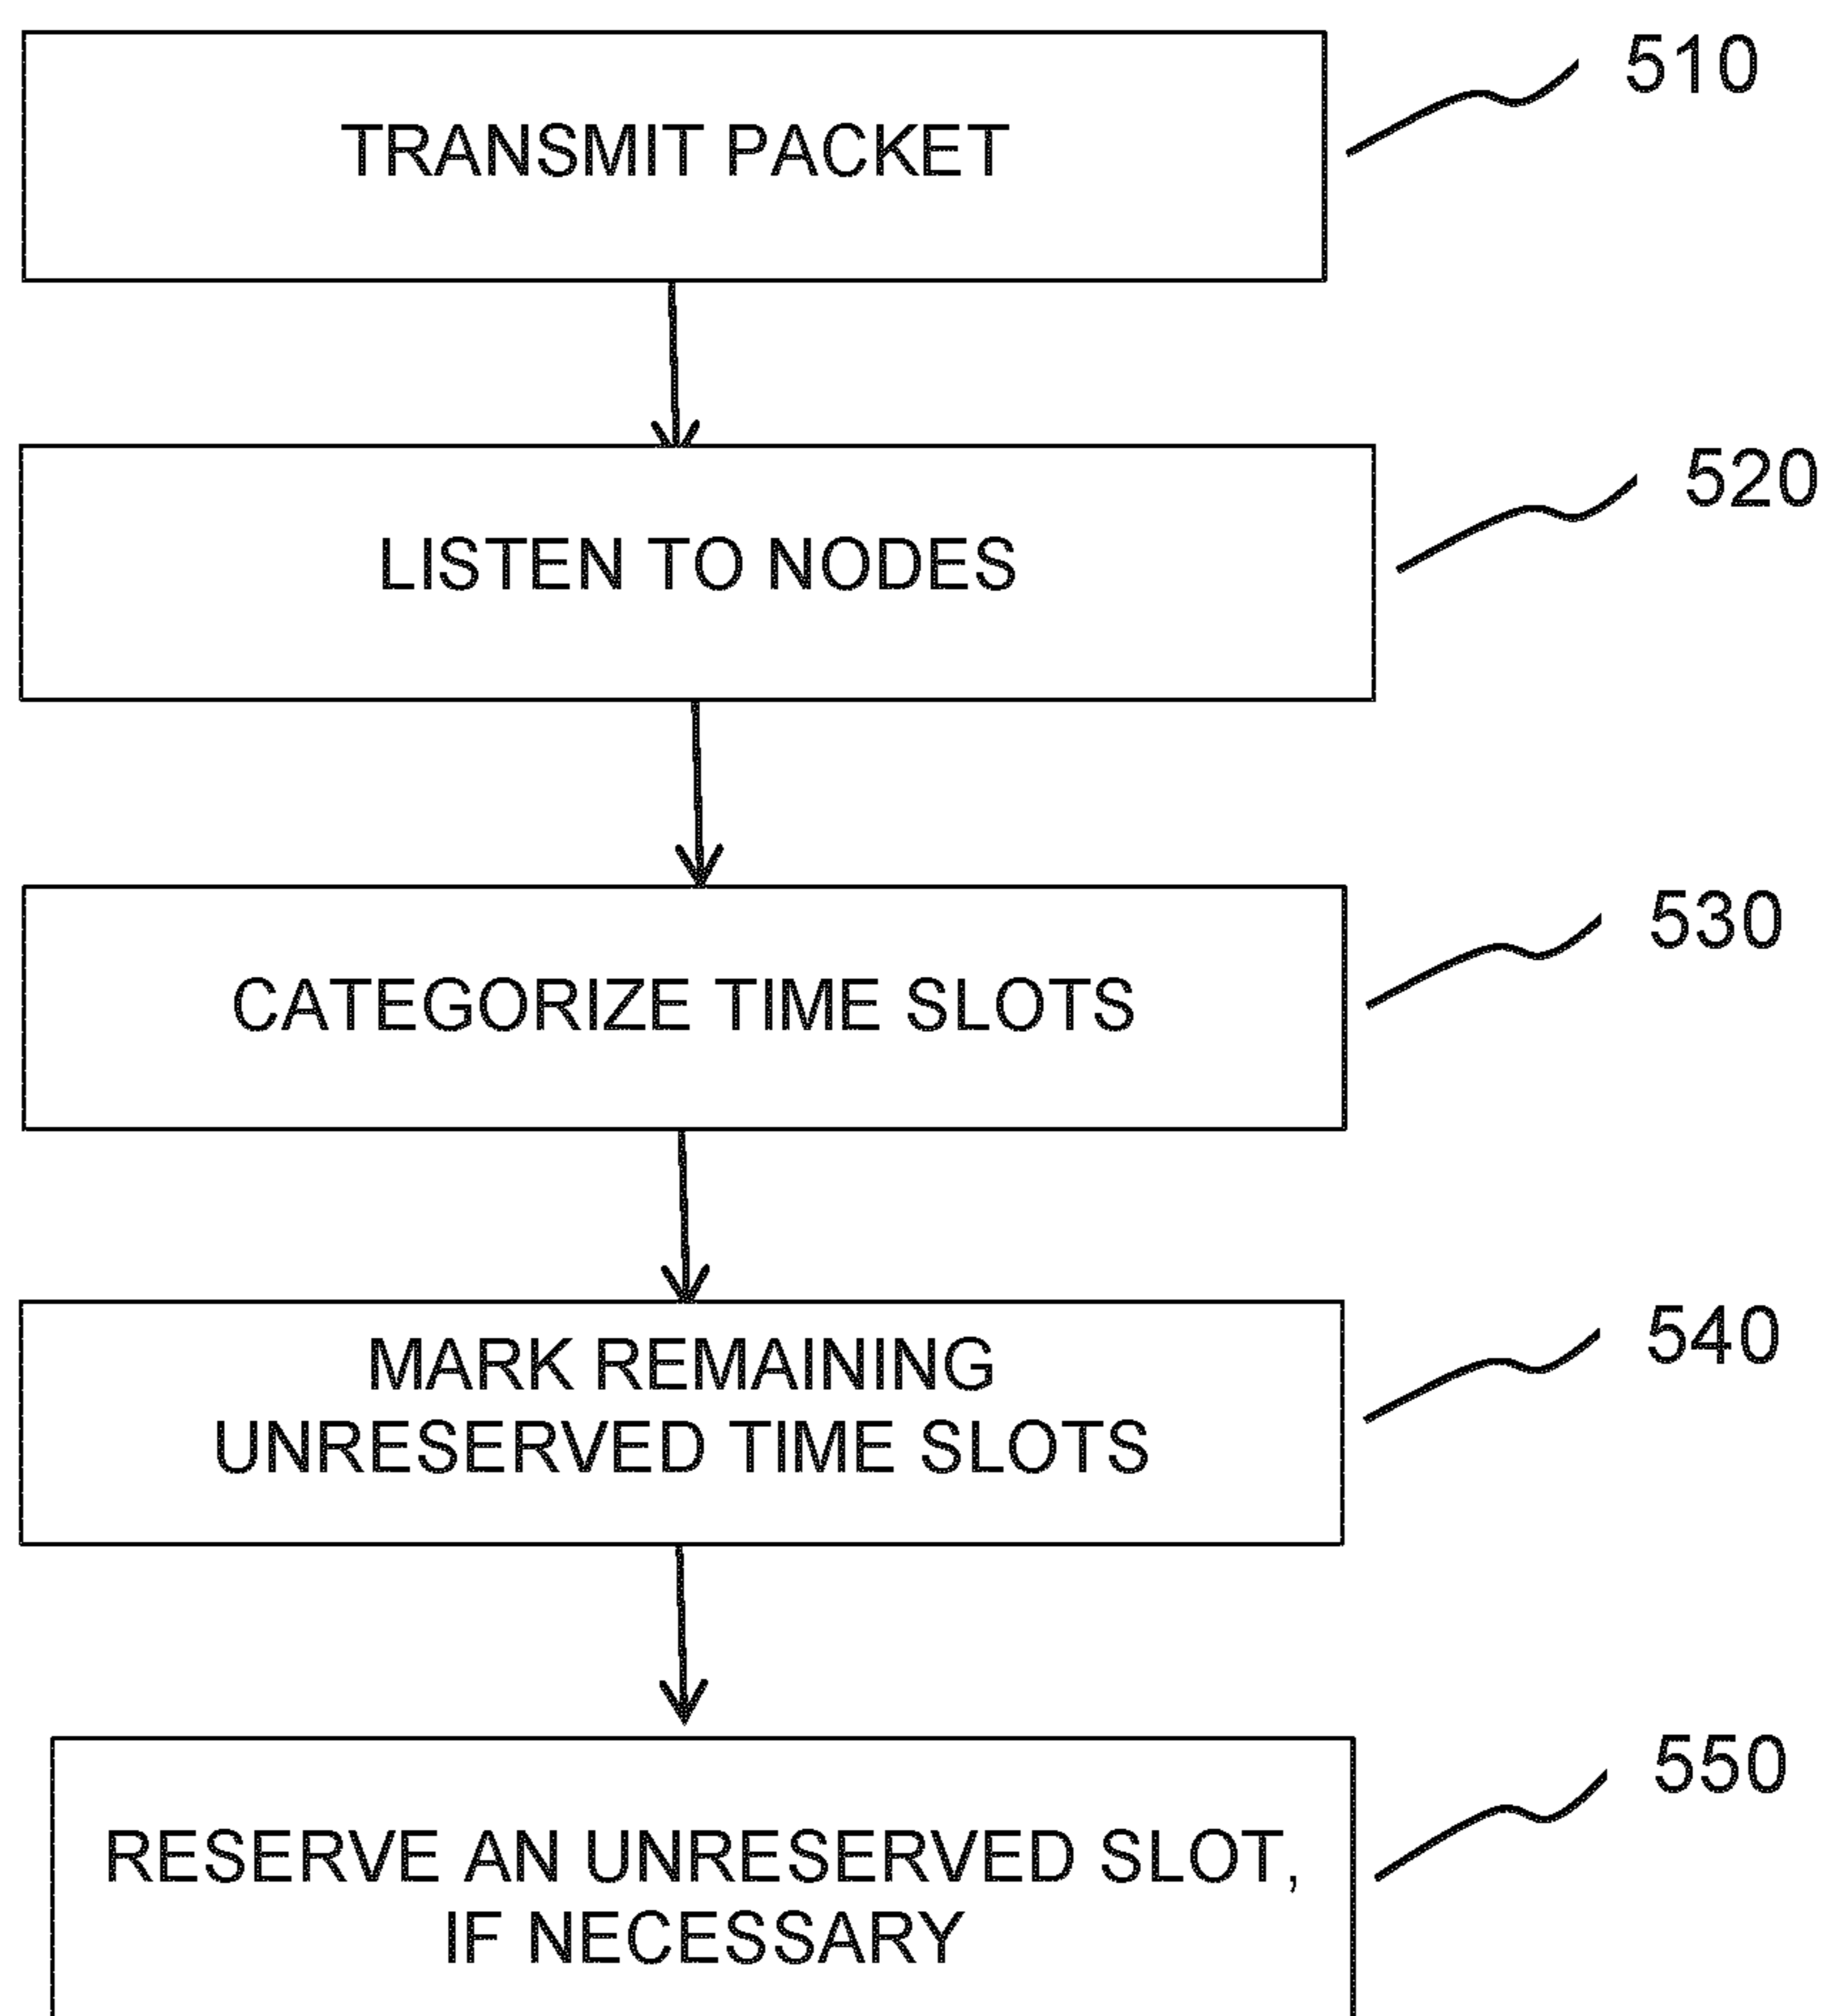 510
TRANSMIT PACKET
520
LISTEN TO NODES
530
CATEGORIZE TIME SLOTS
540
MARK REMAINING
UNRESERVED TIME SLOTS
550
RESERVE AN UNRESERVED SLOT,
IF NECESSARY